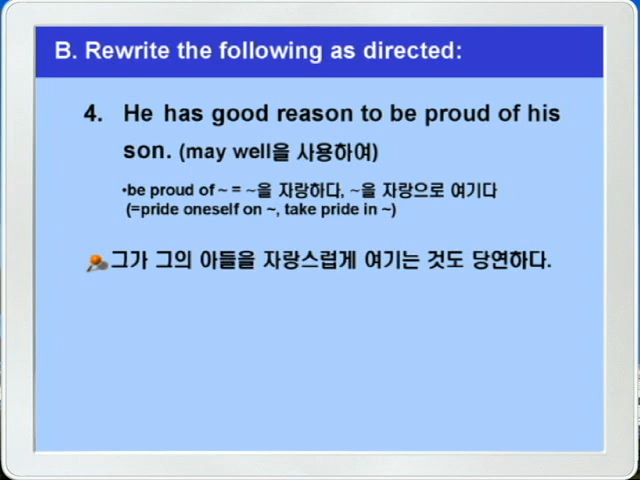 B. Rewrite the following as directed:
4. He has good reason to be proud of his
son. (may well을 사용하여)
•be proud of ~ = ~을 자랑하다, ~을 자랑으로 여기다
(=pride oneself on ~, take pride in ~)
그가 그의 아들을 자랑스럽게 여기는 것도 당연하다.